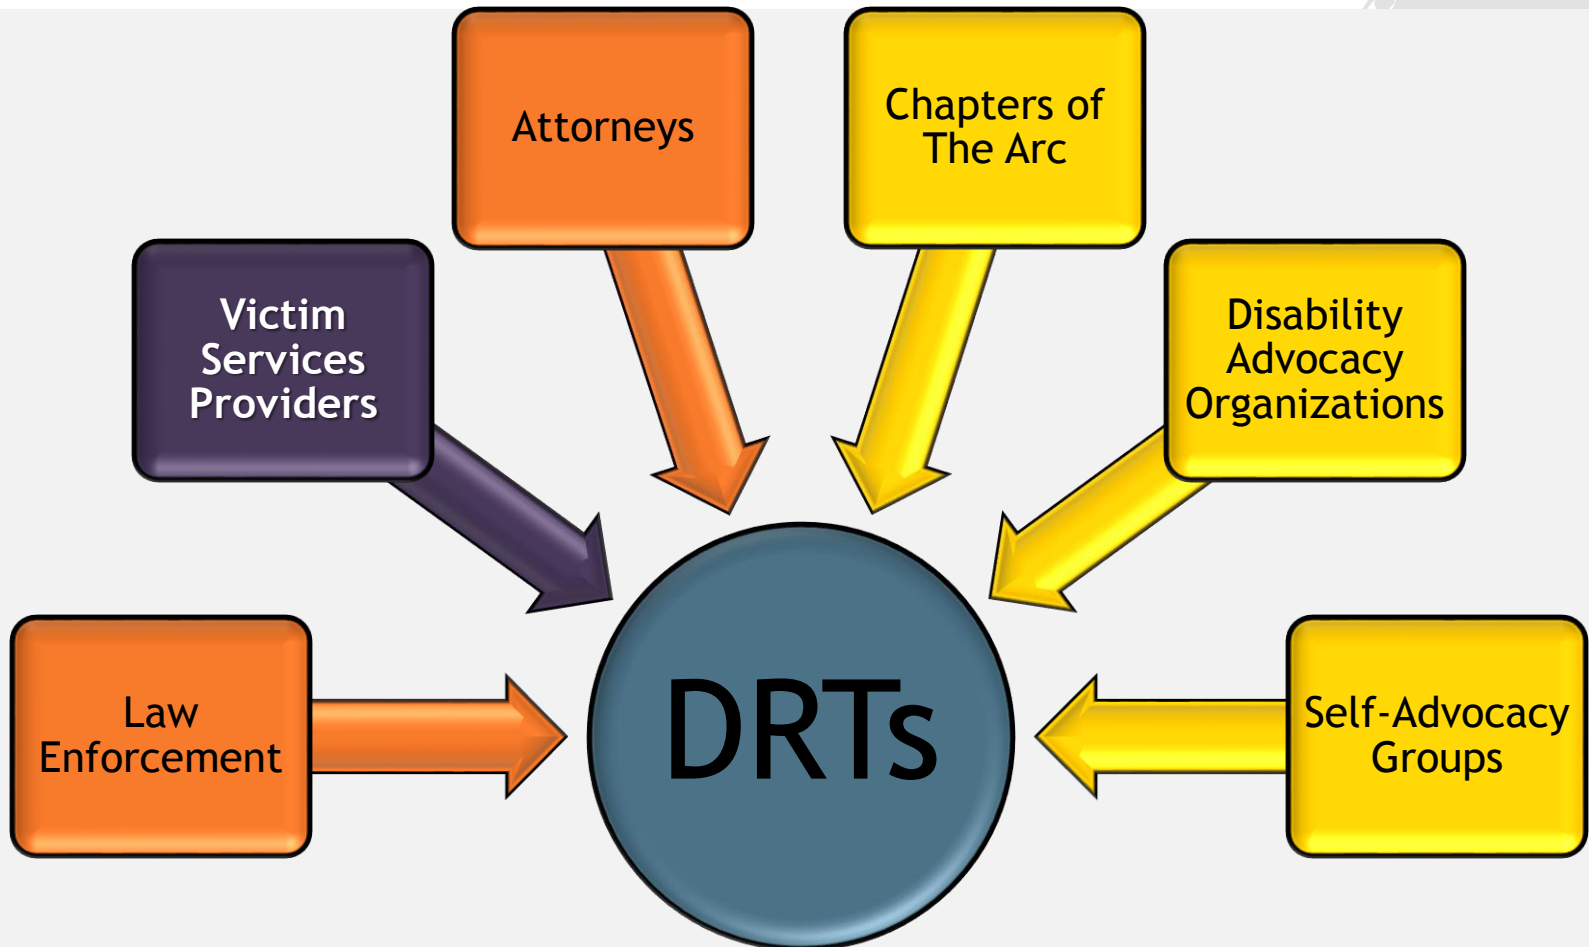 Attorneys
Chapters of
The Arc
Victim
Services
Providers
Disability
Advocacy
Organizations
Law
Enforcement
DRTs
Self-Advocacy
Groups